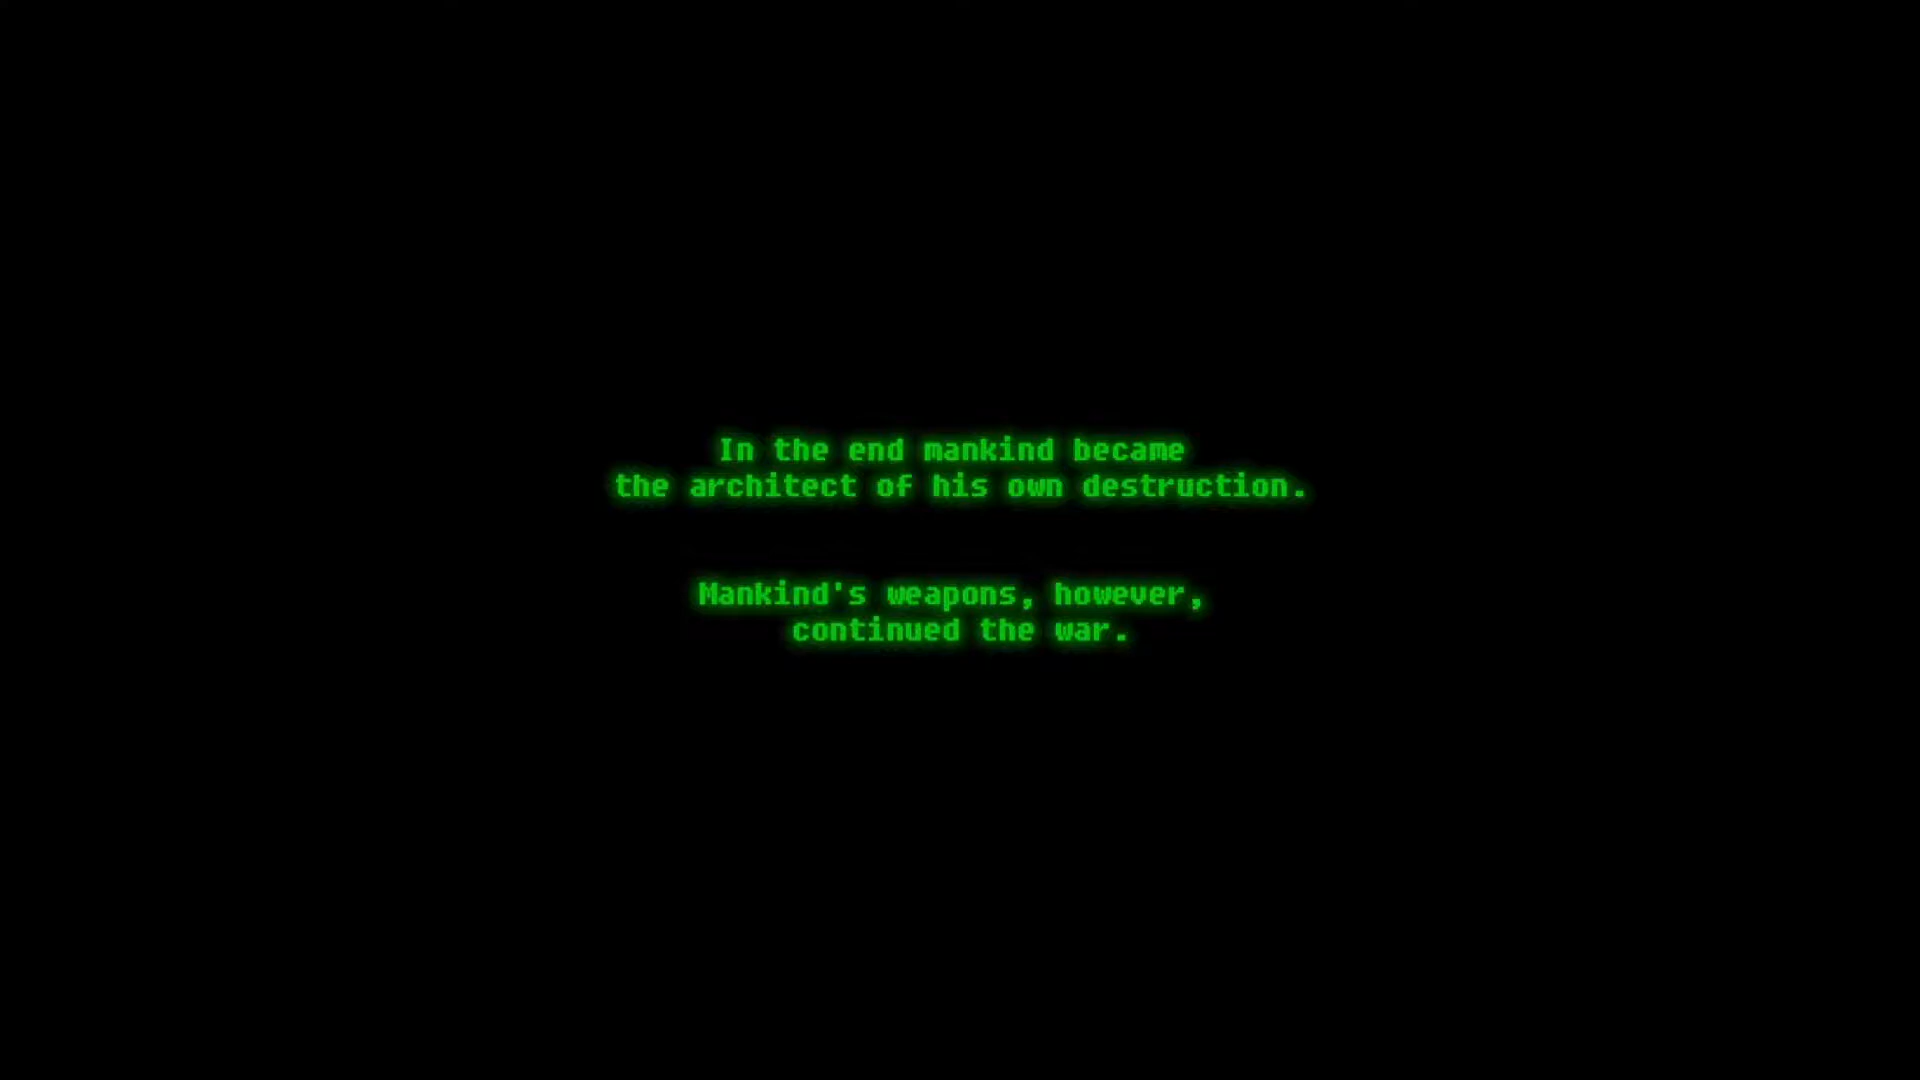 In the end mankind became
the architect of his own destruction.
Mankind's weapons, however,
continued the war.